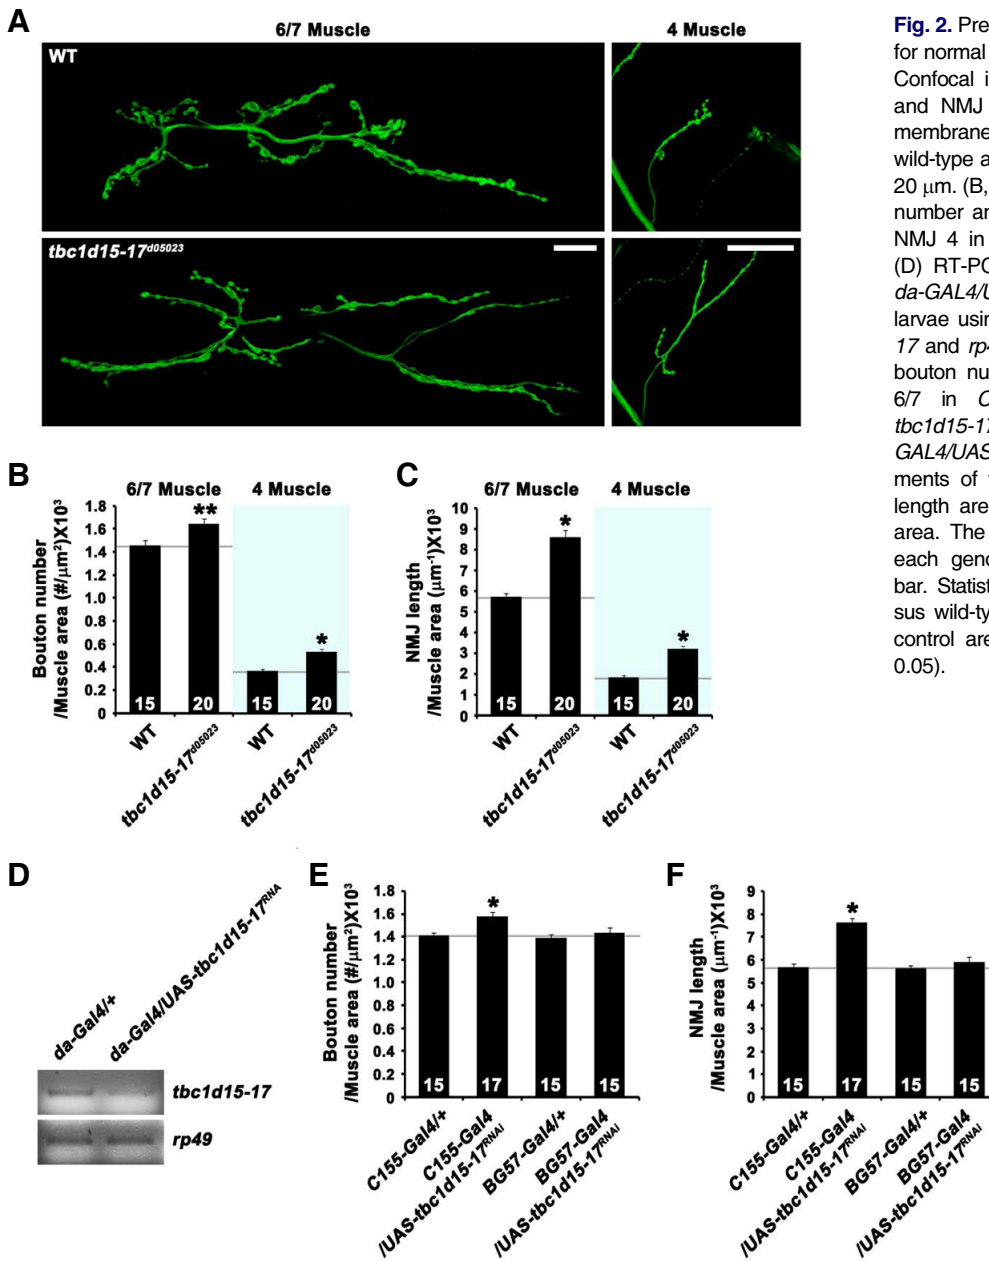 A
6/7 Muscle
4 Muscle
WT
tbc1d15-17d05023
Fig. 2. Pre
for normal
Confocal i
and NMJ
membrane
wild-type a
20 μm. (B,
number ar
NMJ 4 in
(D) RT-PC
da-GAL4/U
larvae usir
17 and rp4
bouton nu
6/7 in C
tbc1d15-17
GAL4/UAS
ments of
length are
area. The
each geno
bar. Statist
sus wild-ty
control are
0.05).
B
6/7 Muscle
4 Muscle
Bouton number
/Muscle area (#/μm²)X10³
1.8
1.6
1.4
1.2
1.0
0.8
0.6
0.4
0.2
0
**
*
15
20
15
20
WT
tbc1d15-17d05023
WT
tbc1d15-17d05023
C
6/7 Muscle
4 Muscle
NMJ length
/Muscle area (μm⁻¹)X10³
10
9
8
7
6
5
4
3
2
1
0
*
*
15
20
15
20
WT
tbc1d15-17d05023
WT
tbc1d15-17d05023
D
da-Gal4/+
da-Gal4/UAS-tbc1d15-17RNA
tbc1d15-17
rp49
E
Bouton number
/Muscle area (#/μm²)X10³
1.8
1.6
1.4
1.2
1.0
0.8
0.6
0.4
0.2
0
*
15
17
15
15
C155-Gal4/+
C155-Gal4
/UAS-tbc1d15-17RNAi
BG57-Gal4/+
BG57-Gal4
/UAS-tbc1d15-17RNAi
F
NMJ length
/Muscle area (μm⁻¹)X10³
9
8
7
6
5
4
3
2
1
0
*
15
17
15
15
C155-Gal4/+
C155-Gal4
/UAS-tbc1d15-17RNAi
BG57-Gal4/+
BG57-Gal4
/UAS-tbc1d15-17RNAi